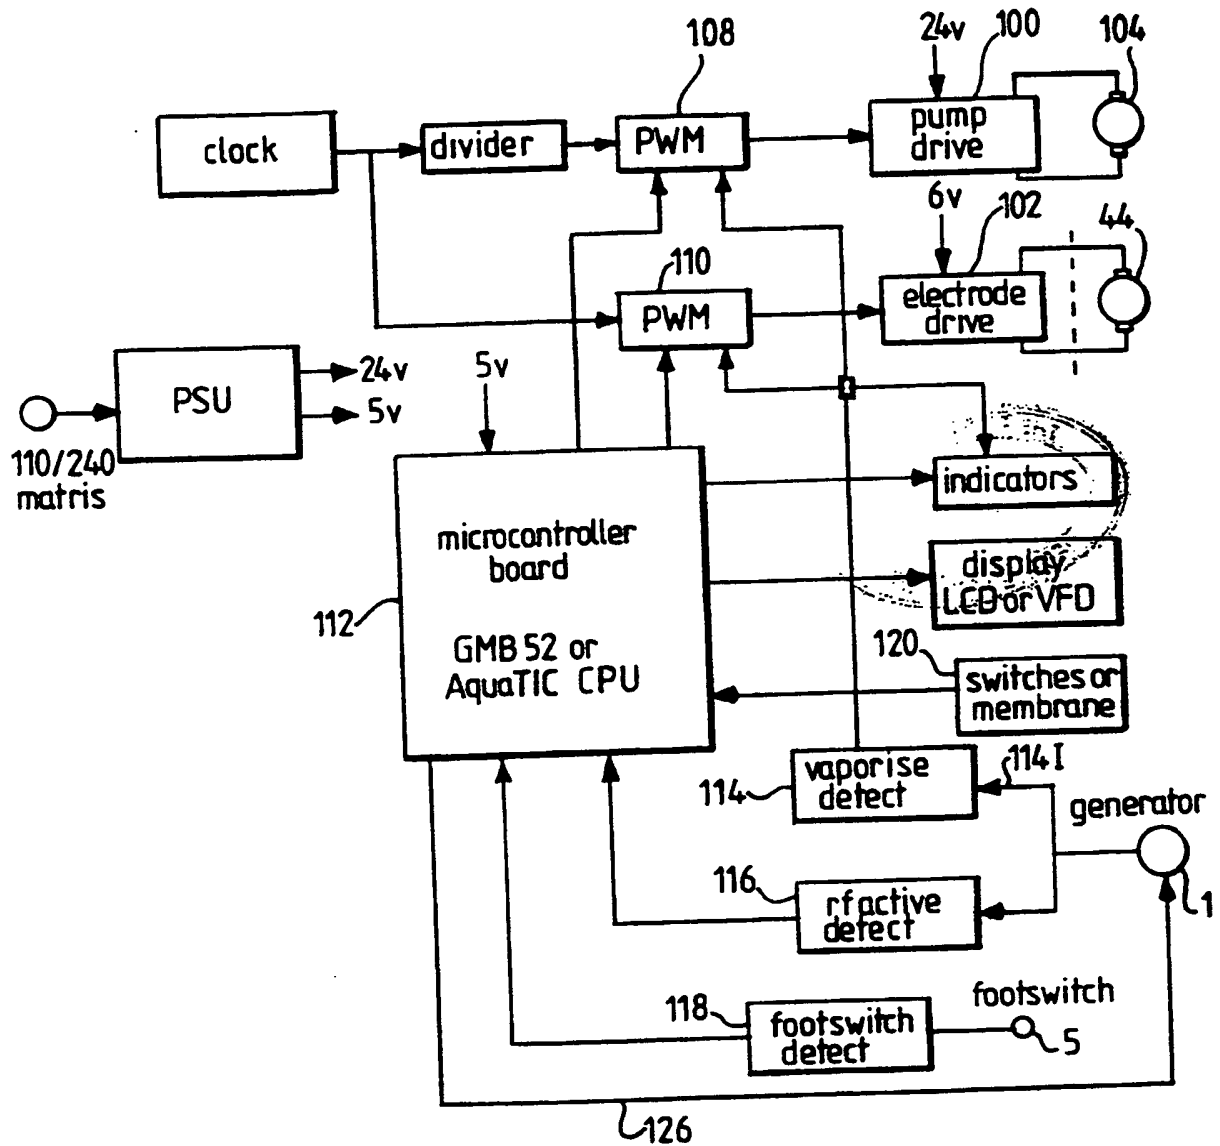 108
24v
100
104
clock
divider
PWM
pump
drive
6v
102
44
110
PWM
electrode
drive
PSU
24v
5v
5v
110/240
matris
indicators
microcontroller
board
display
LCD or VFD
112
GMB 52 or
AquaTIC CPU
120
switches or
membrane
114
vaporise
detect
114I
generator
1
116
rf active
detect
118
footswitch
detect
footswitch
5
126